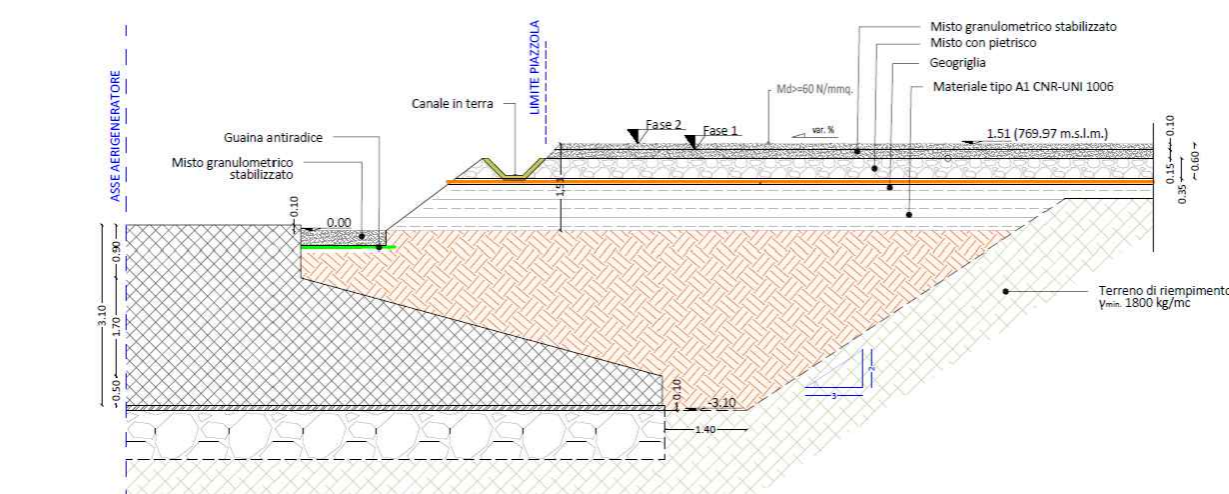 Misto granulometrico stabilizzato
Misto con pietrisco
Geogriglia
Materiale tipo A1 CNR-UNI 1006
LIMITE PIAZZOLA
ASSE AERIGENERATORE
Canale in terra
Md>=60 N/mmq.
Guaina antiradice
Misto granulometrico
stabilizzato
Fase 2
Fase 1
var. %
1.51 (769.97 m.s.l.m.)
0.10
0.15
0.60
0.35
1,51
0.10
0.00
0.90
3.10
1.70
0.50
0.10
-3.10
1.40
2
3
Terreno di riempimento
γmin. 1800 kg/mc